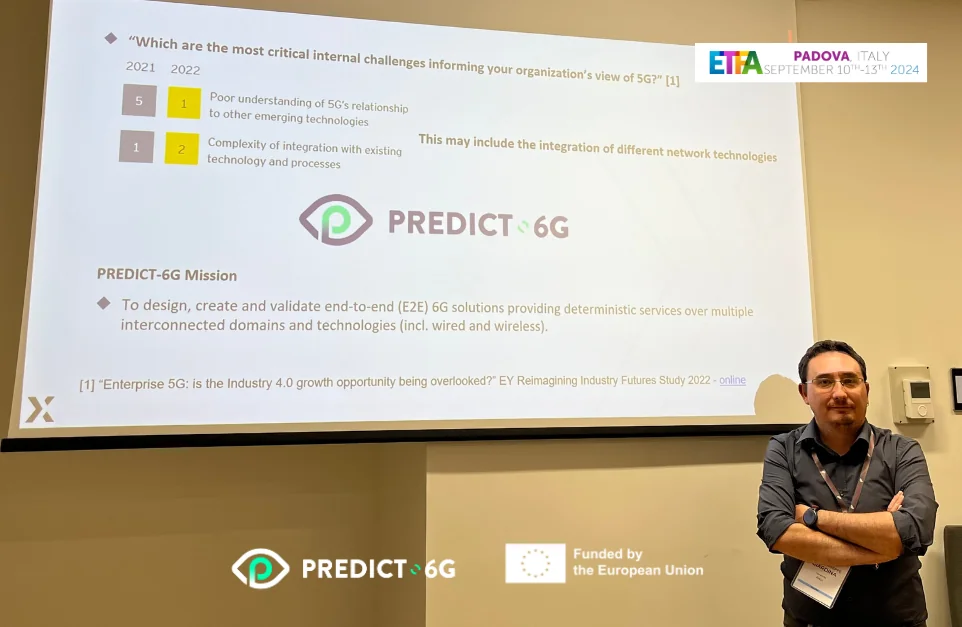 “Which are the most critical internal challenges informing your organization’s view of 5G?” [1]
2021 2022
5 1 Poor understanding of 5G’s relationship
to other emerging technologies
1 2 Complexity of integration with existing
technology and processes
This may include the integration of different network technologies
PREDICT 6G
PREDICT-6G Mission
To design, create and validate end-to-end (E2E) 6G solutions providing deterministic services over multiple
interconnected domains and technologies (incl. wired and wireless).
[1] “Enterprise 5G: is the Industry 4.0 growth opportunity being overlooked?” EY Reimagining Industry Futures Study 2022 - online
ETFA
PADOVA, ITALY
SEPTEMBER 10TH-13TH 2024
PREDICT 6G
Funded by
the European Union